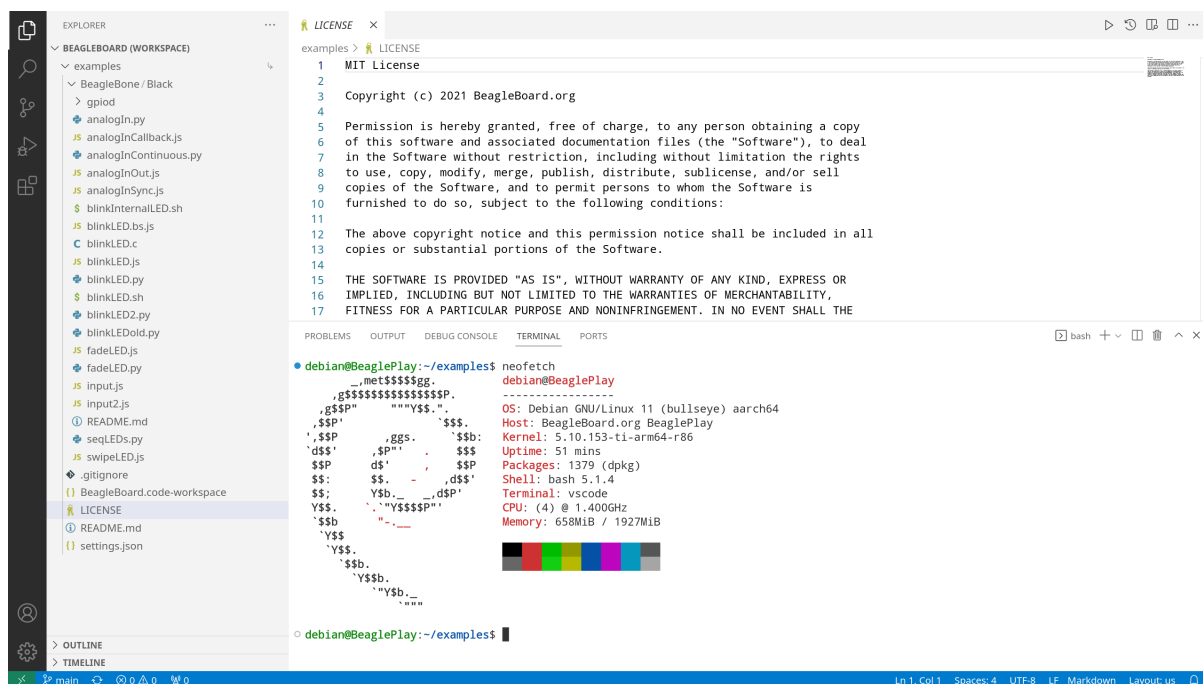 EXPLORER
BEAGLEBOARD (WORKSPACE)
examples
BeagleBone / Black
gpiod
analogIn.py
JS analogInCallback.js
analogInContinuous.py
JS analogInOut.js
JS analogInSync.js
$ blinkInternalLED.sh
JS blinkLED.bs.js
C blinkLED.c
JS blinkLED.js
blinkLED.py
$ blinkLED.sh
blinkLED2.py
blinkLEDold.py
JS fadeLED.js
fadeLED.py
JS input.js
JS input2.js
README.md
seqLEDs.py
JS swipeLED.js
.gitignore
{} BeagleBoard.code-workspace
LICENSE
README.md
{} settings.json
OUTLINE
TIMELINE
LICENSE
examples > LICENSE
1 MIT License
2
3 Copyright (c) 2021 BeagleBoard.org
4
5 Permission is hereby granted, free of charge, to any person obtaining a copy
6 of this software and associated documentation files (the "Software"), to deal
7 in the Software without restriction, including without limitation the rights
8 to use, copy, modify, merge, publish, distribute, sublicense, and/or sell
9 copies of the Software, and to permit persons to whom the Software is
10 furnished to do so, subject to the following conditions:
11
12 The above copyright notice and this permission notice shall be included in all
13 copies or substantial portions of the Software.
14
15 THE SOFTWARE IS PROVIDED "AS IS", WITHOUT WARRANTY OF ANY KIND, EXPRESS OR
16 IMPLIED, INCLUDING BUT NOT LIMITED TO THE WARRANTIES OF MERCHANTABILITY,
17 FITNESS FOR A PARTICULAR PURPOSE AND NONINFRINGEMENT. IN NO EVENT SHALL THE
PROBLEMS OUTPUT DEBUG CONSOLE TERMINAL PORTS
bash
debian@BeaglePlay:~/examples$ neofetch
_,met$$$$$gg. debian@BeaglePlay
,g$$$$$$$$$$$$$$$P. -----------------
,g$$P" """Y$$.". OS: Debian GNU/Linux 11 (bullseye) aarch64
,$$P' `$$$. Host: BeagleBoard.org BeaglePlay
',$$P ,ggs. `$$b: Kernel: 5.10.153-ti-arm64-r86
`d$$' ,$P"' . $$$ Uptime: 51 mins
$$P d$' , $$P Packages: 1379 (dpkg)
$$: $$. - ,d$$' Shell: bash 5.1.4
$$; Y$b._ _,d$P' Terminal: vscode
Y$$. `.`"Y$$$$P"' CPU: (4) @ 1.400GHz
`$$b "-.__ Memory: 658MiB / 1927MiB
`Y$$
`Y$$.
`$$b.
`Y$$b.
`"Y$b._
`"""
debian@BeaglePlay:~/examples$
main 0 0 0 Ln 1, Col 1 Spaces: 4 UTF-8 LF Markdown Layout: us